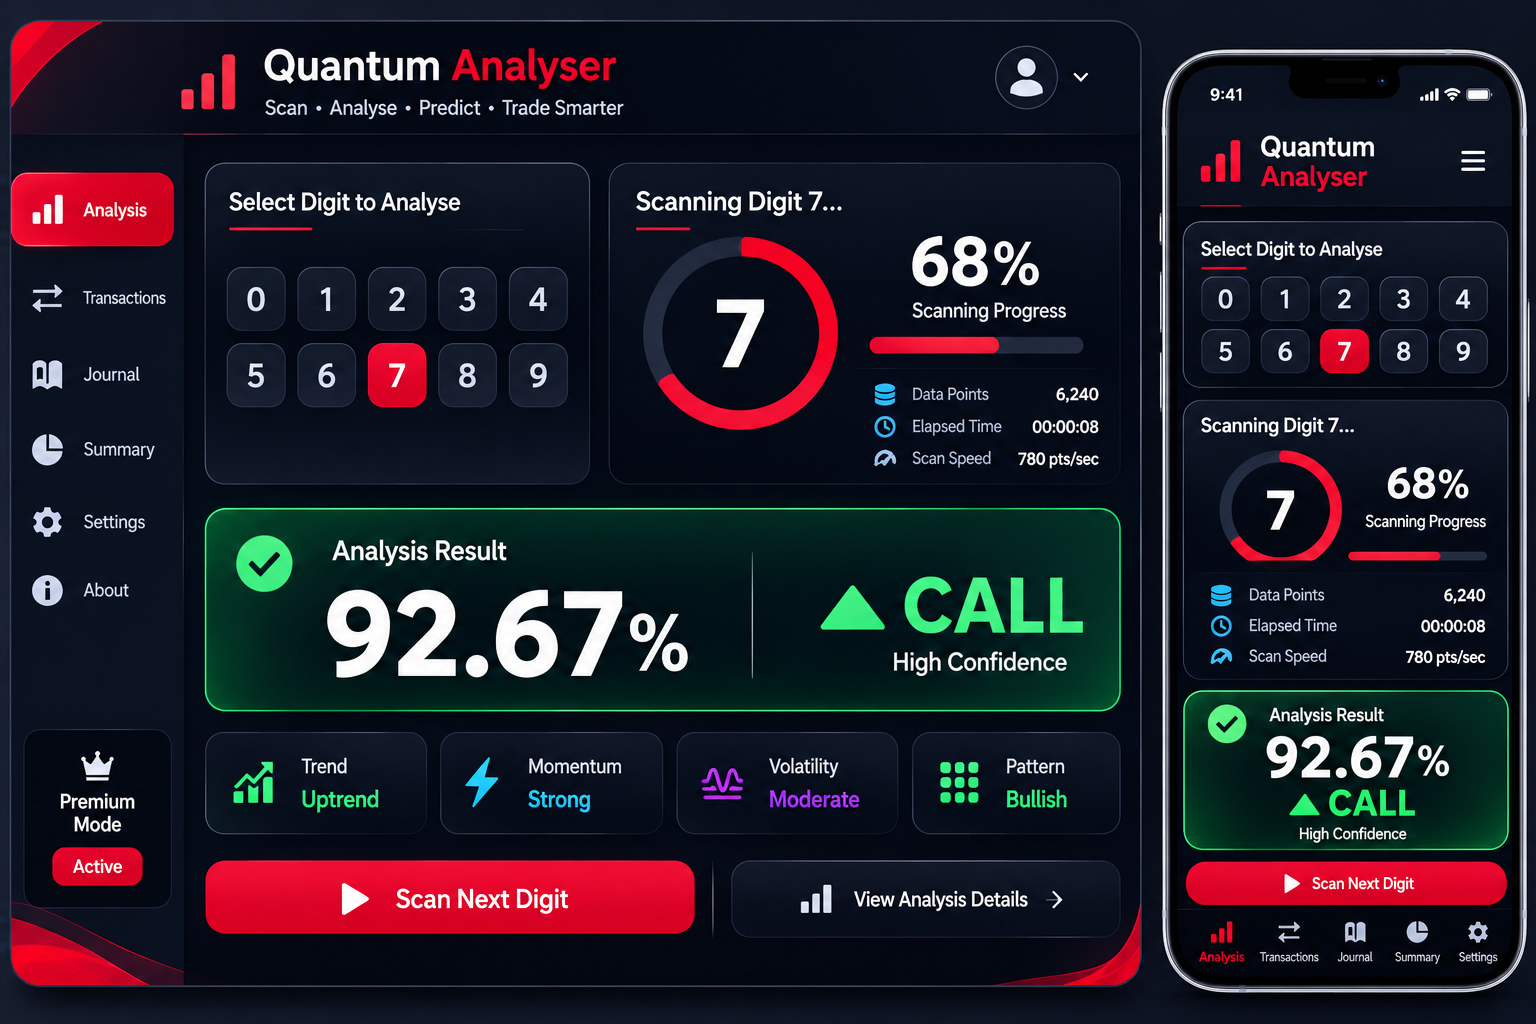 Quantum Analyser
Scan • Analyse • Predict • Trade Smarter
Analysis
Transactions
Journal
Summary
Settings
About
Premium
Mode
Active
Select Digit to Analyse
0 1 2 3 4
5 6 7 8 9
Scanning Digit 7...
7
68%
Scanning Progress
Data Points 6,240
Elapsed Time 00:00:08
Scan Speed 780 pts/sec
Analysis Result
92.67%
CALL
High Confidence
Trend
Uptrend
Momentum
Strong
Volatility
Moderate
Pattern
Bullish
Scan Next Digit
View Analysis Details →
9:41
Quantum
Analyser
Select Digit to Analyse
0 1 2 3 4
5 6 7 8 9
Scanning Digit 7...
7
68%
Scanning Progress
Data Points 6,240
Elapsed Time 00:00:08
Scan Speed 780 pts/sec
Analysis Result
92.67%
CALL
High Confidence
Scan Next Digit
Analysis Transactions Journal Summary Settings